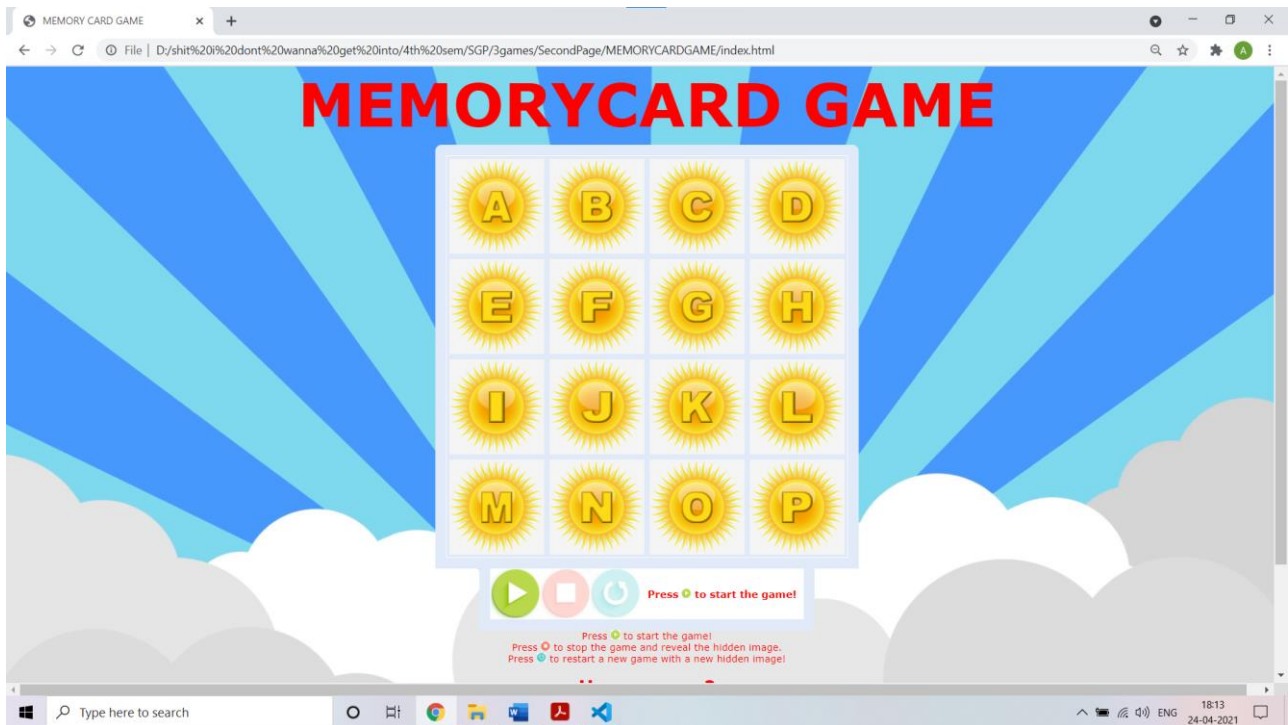 MEMORY CARD GAME
File | D:/shit%20i%20dont%20wanna%20get%20into/4th%20sem/SGP/3games/SecondPage/MEMORYCARDGAME/index.html
A
MEMORYCARD GAME
A B C D
E F G H
I J K L
M N O P
Press to start the game!
Press to start the game!
Press to stop the game and reveal the hidden image.
Press to restart a new game with a new hidden image!
Type here to search
ENG
18:13
24-04-2021